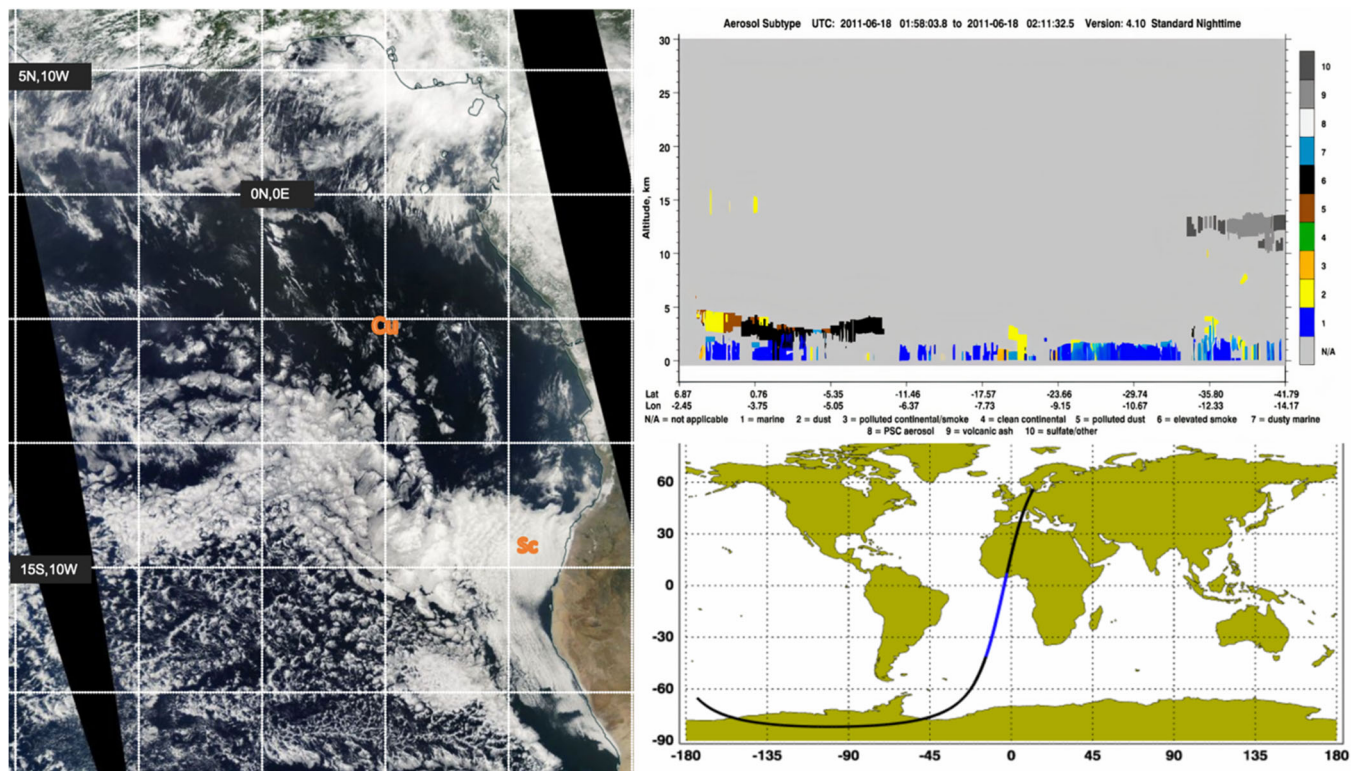 5N,10W
0N,0E
Cu
Sc
15S,10W
Aerosol Subtype UTC: 2011-06-18 01:58:03.8 to 2011-06-18 02:11:32.5 Version: 4.10 Standard Nighttime
30
25
20
15
10
5
0
Altitude, km
10
9
8
7
6
5
4
3
2
1
N/A
Lat 6.87 0.76 -5.35 -11.46 -17.57 -23.66 -29.74 -35.80 -41.79
Lon -2.45 -3.75 -5.05 -6.37 -7.73 -9.15 -10.67 -12.33 -14.17
N/A = not applicable 1 = marine 2 = dust 3 = polluted continental/smoke 4 = clean continental 5 = polluted dust 6 = elevated smoke 7 = dusty marine
8 = PSC aerosol 9 = volcanic ash 10 = sulfate/other
60
30
0
-30
-60
-90
-180 -135 -90 -45 0 45 90 135 180